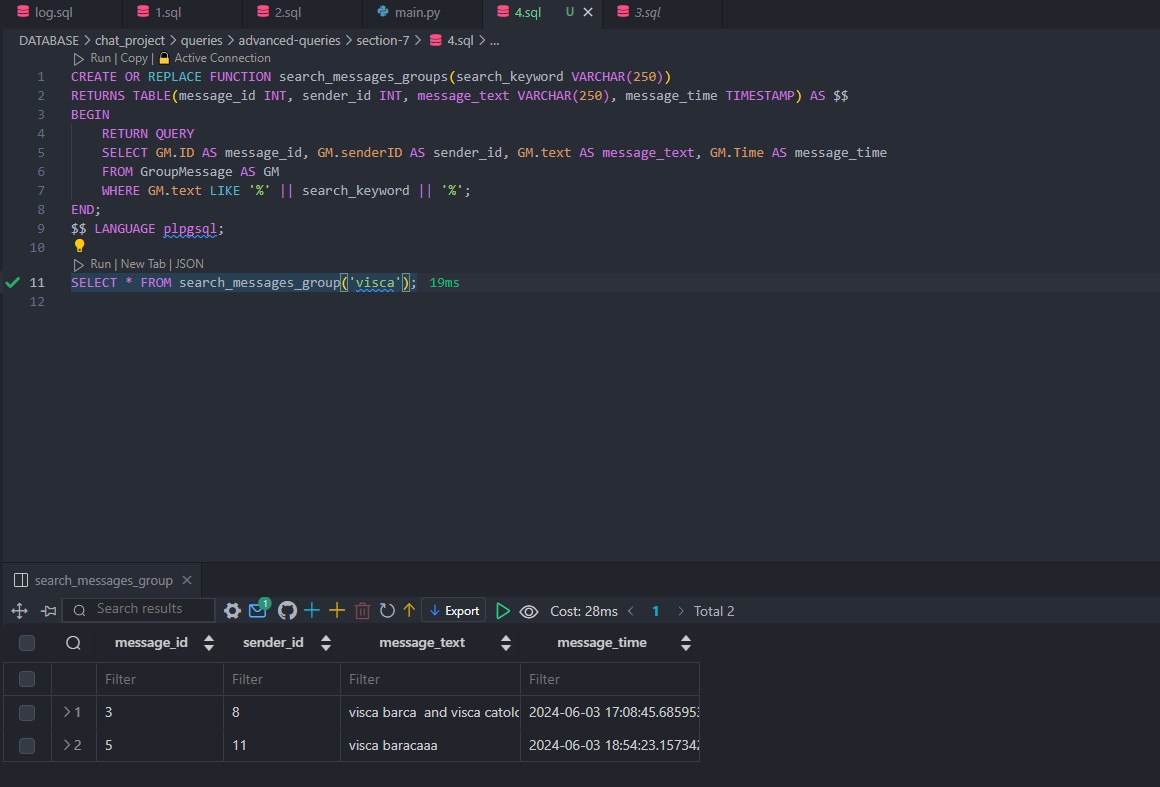 log.sql 1.sql 2.sql main.py 4.sql U 3.sql
DATABASE > chat_project > queries > advanced-queries > section-7 > 4.sql > ...
Run | Copy | Active Connection
1 CREATE OR REPLACE FUNCTION search_messages_groups(search_keyword VARCHAR(250))
2 RETURNS TABLE(message_id INT, sender_id INT, message_text VARCHAR(250), message_time TIMESTAMP) AS $$
3 BEGIN
4 RETURN QUERY
5 SELECT GM.ID AS message_id, GM.senderID AS sender_id, GM.text AS message_text, GM.Time AS message_time
6 FROM GroupMessage AS GM
7 WHERE GM.text LIKE '%' || search_keyword || '%';
8 END;
9 $$ LANGUAGE plpgsql;
10
Run | New Tab | JSON
11 SELECT * FROM search_messages_group('visca'); 19ms
12
search_messages_group
Search results 1 Export Cost: 28ms < 1 > Total 2
message_id sender_id message_text message_time
Filter Filter Filter Filter
> 1 3 8 visca barca  and visca catalo 2024-06-03 17:08:45.685953
> 2 5 11 visca baracaaa 2024-06-03 18:54:23.157342